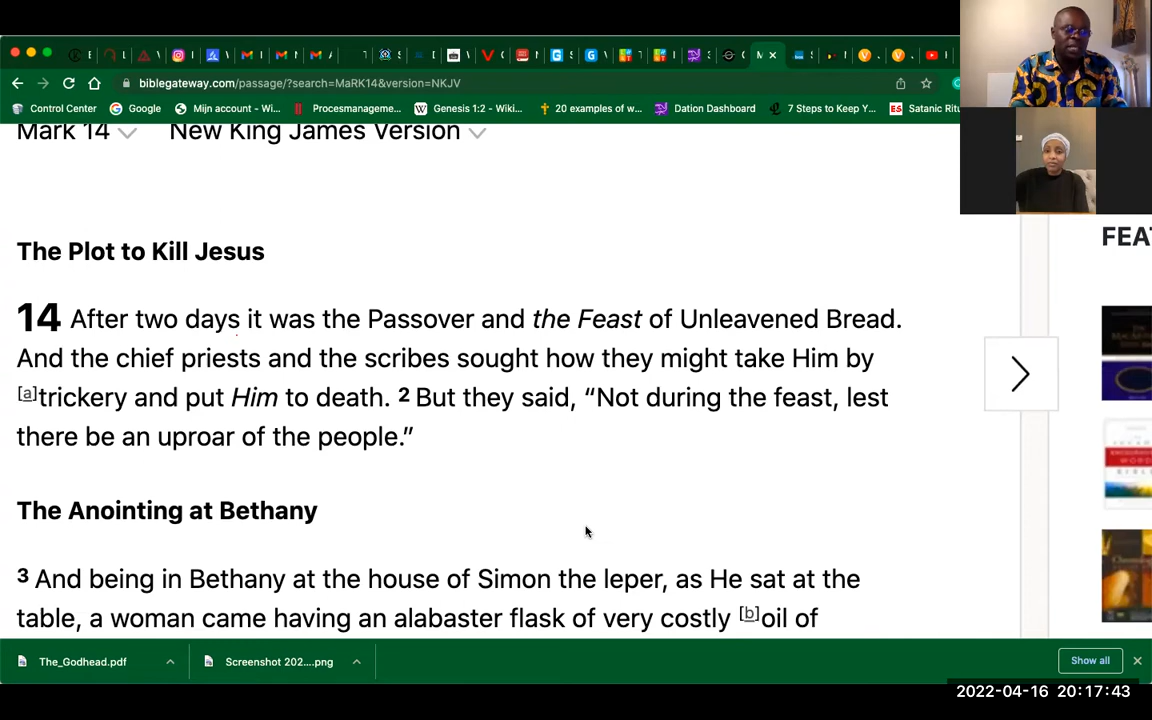 biblegateway.com/passage/?search=MaRK14&version=NKJV
Control Center Google Mijn account - Wi... Procesmanageme... Genesis 1:2 - Wiki... 20 examples of w... Dation Dashboard 7 Steps to Keep Y... ES Satanic Ritu
Mark 14 New King James Version
FEAT
The Plot to Kill Jesus
14 After two days it was the Passover and the Feast of Unleavened Bread.
And the chief priests and the scribes sought how they might take Him by
[a]trickery and put Him to death. 2 But they said, “Not during the feast, lest
there be an uproar of the people.”
The Anointing at Bethany
3 And being in Bethany at the house of Simon the leper, as He sat at the
table, a woman came having an alabaster flask of very costly [b]oil of
The_Godhead.pdf Screenshot 202....png Show all
2022-04-16 20:17:43